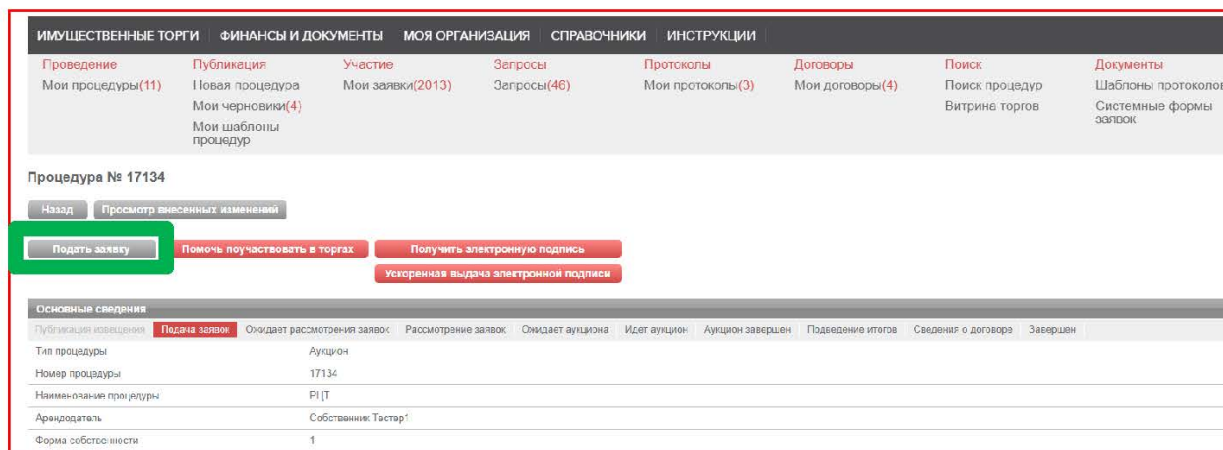 ИМУЩЕСТВЕННЫЕ ТОРГИ ФИНАНСЫ И ДОКУМЕНТЫ МОЯ ОРГАНИЗАЦИЯ СПРАВОЧНИКИ ИНСТРУКЦИИ
Проведение Публикация Участие Запросы Протоколы Договоры Поиск Документы
Мои процедуры(11) Новая процедура Мои заявки(2013) Запросы(46) Мои протоколы(3) Мои договоры(4) Поиск процедур Шаблоны протоколов
Мои черновики(4) Витрина торгов Системные формы
Мои шаблоны заявок
процедур
Процедура № 17134
Назад Просмотр внесенных изменений
Подать заявку Помочь поучаствовать в торгах Получить электронную подпись
Ускоренная выдача электронной подписи
Основные сведения
Публикация извещения Подача заявок Ожидает рассмотрения заявок Рассмотрение заявок Ожидает аукциона Идет аукцион Аукцион завершен Подведение итогов Сведения о договоре Завершен
Тип процедуры Аукцион
Номер процедуры 17134
Наименование процедуры
Арендодатель Собственник Тестер1
Форма собственности 1